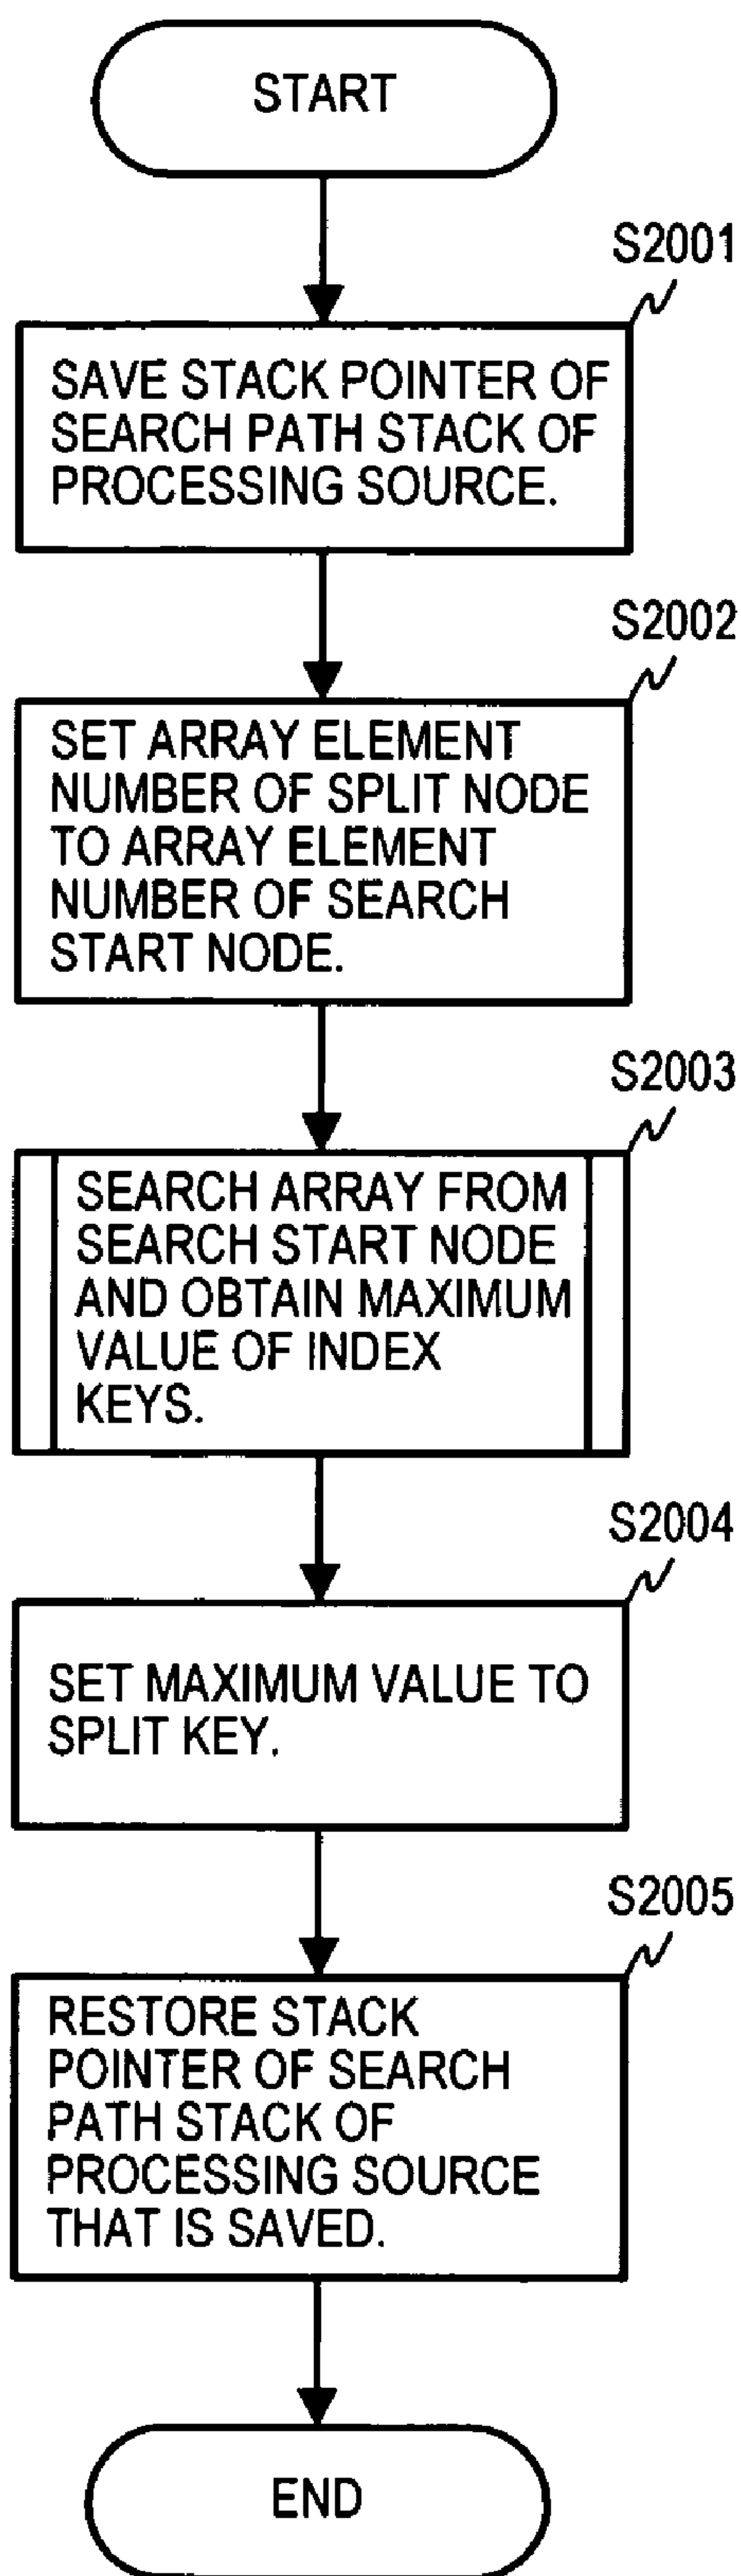 START
S2001
SAVE STACK POINTER OF
SEARCH PATH STACK OF
PROCESSING SOURCE.
S2002
SET ARRAY ELEMENT
NUMBER OF SPLIT NODE
TO ARRAY ELEMENT
NUMBER OF SEARCH
START NODE.
S2003
SEARCH ARRAY FROM
SEARCH START NODE
AND OBTAIN MAXIMUM
VALUE OF INDEX
KEYS.
S2004
SET MAXIMUM VALUE TO
SPLIT KEY.
S2005
RESTORE STACK
POINTER OF SEARCH
PATH STACK OF
PROCESSING SOURCE
THAT IS SAVED.
END